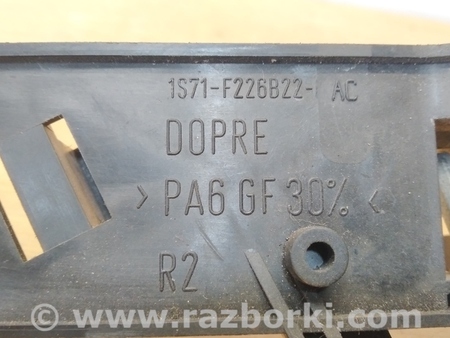 1S71-F226B22- AC
DOPRE
> PA6 GF 30% <
R2
www.razborki.com